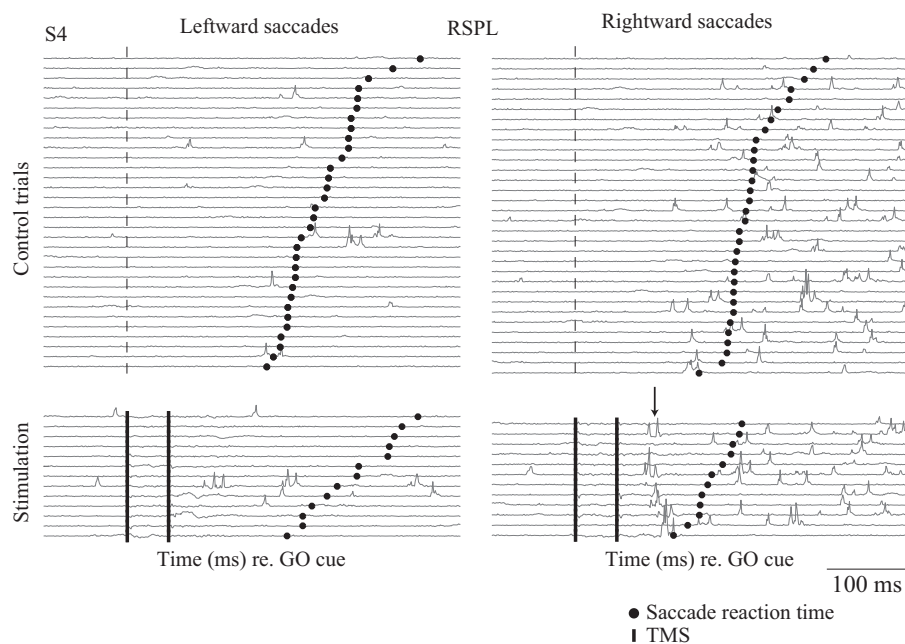 S4
Leftward saccades
RSPL
Rightward saccades
Control trials
Stimulation
Time (ms) re. GO cue
Time (ms) re. GO cue
100 ms
Saccade reaction time
TMS